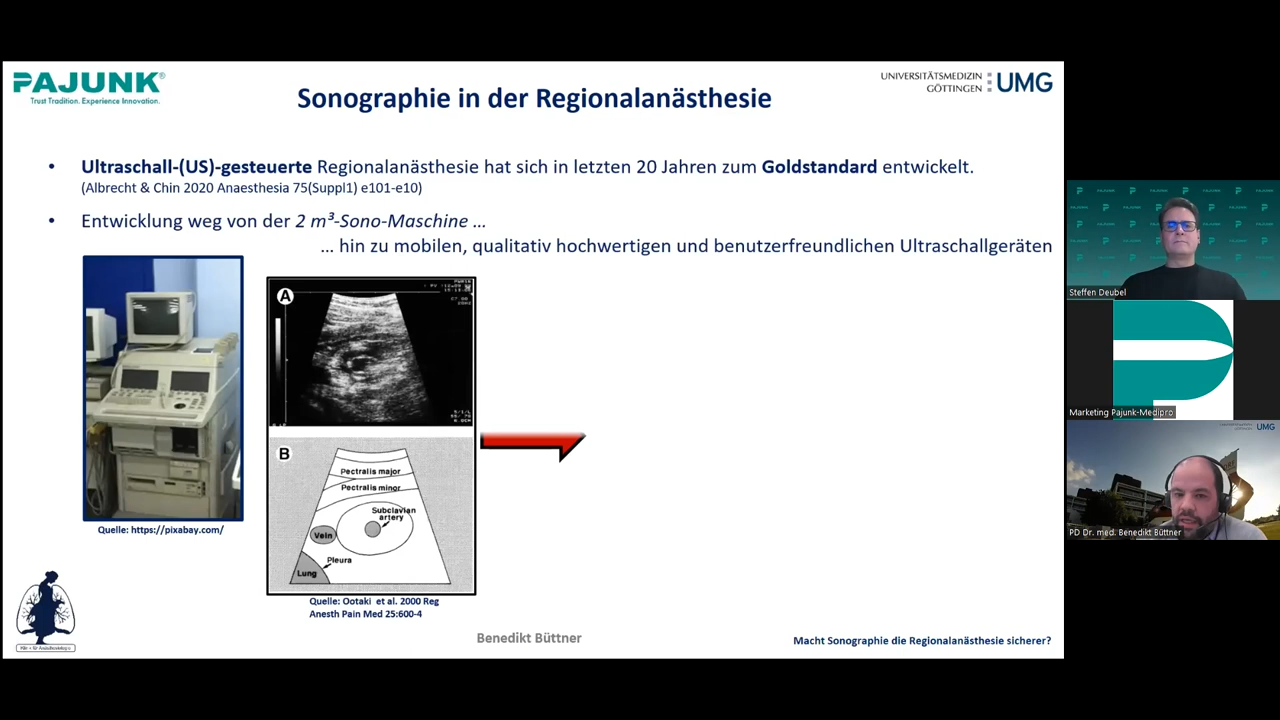 PAJUNK®
Trust Tradition. Experience Innovation.
Sonographie in der Regionalanästhesie
UNIVERSITÄTSMEDIZIN
GÖTTINGEN
UMG
• Ultraschall-(US)-gesteuerte Regionalanästhesie hat sich in letzten 20 Jahren zum Goldstandard entwickelt.
(Albrecht & Chin 2020 Anaesthesia 75(Suppl1) e101-e10)
• Entwicklung weg von der 2 m³-Sono-Maschine …
… hin zu mobilen, qualitativ hochwertigen und benutzerfreundlichen Ultraschallgeräten
Quelle: https://pixabay.com/
A
B
Pectralis major
Pectralis minor
Subclavian
artery
Vein
Pleura
Lung
Quelle: Ootaki et al. 2000 Reg
Anesth Pain Med 25:600-4
Benedikt Büttner
Macht Sonographie die Regionalanästhesie sicherer?
Steffen Deubel
Marketing Pajunk-Medipro
UMG
PD Dr. med. Benedikt Büttner